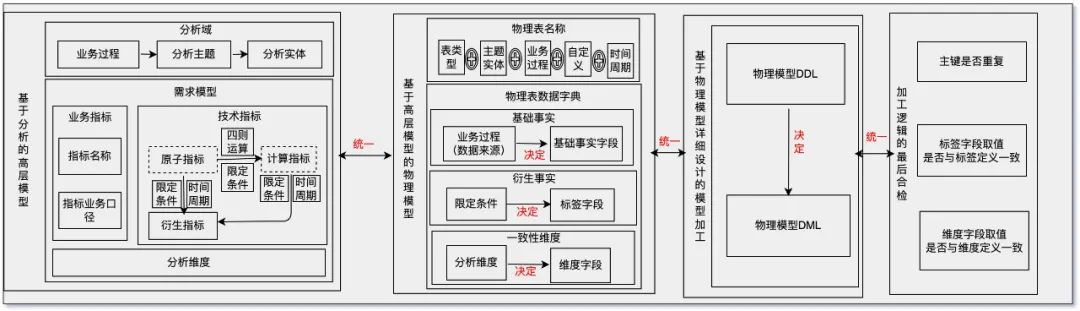 基于分析的高层模型
分析域
业务过程
分析主题
分析实体
需求模型
业务指标
指标名称
指标业务口径
技术指标
原子指标
四则
运算
限定
条件
计算指标
限定
条件
时间
周期
限定
条件
时间
周期
衍生指标
分析维度
统一
基于高层模型的物理模型
物理表名称
表类
型
主题
实体
业务
过程
自定
义
时间
周期
物理表数据字典
基础事实
业务过程
（数据来源）
决定
基础事实字段
衍生事实
限定条件
决定
标签字段
一致性维度
分析维度
决定
维度字段
统一
基于物理模型详细设计的模型加工
物理模型DDL
决定
物理模型DML
统一
加工逻辑的最后合检
主键是否重复
标签字段取值
是否与标签定义一致
维度字段取值
是否与维度定义一致